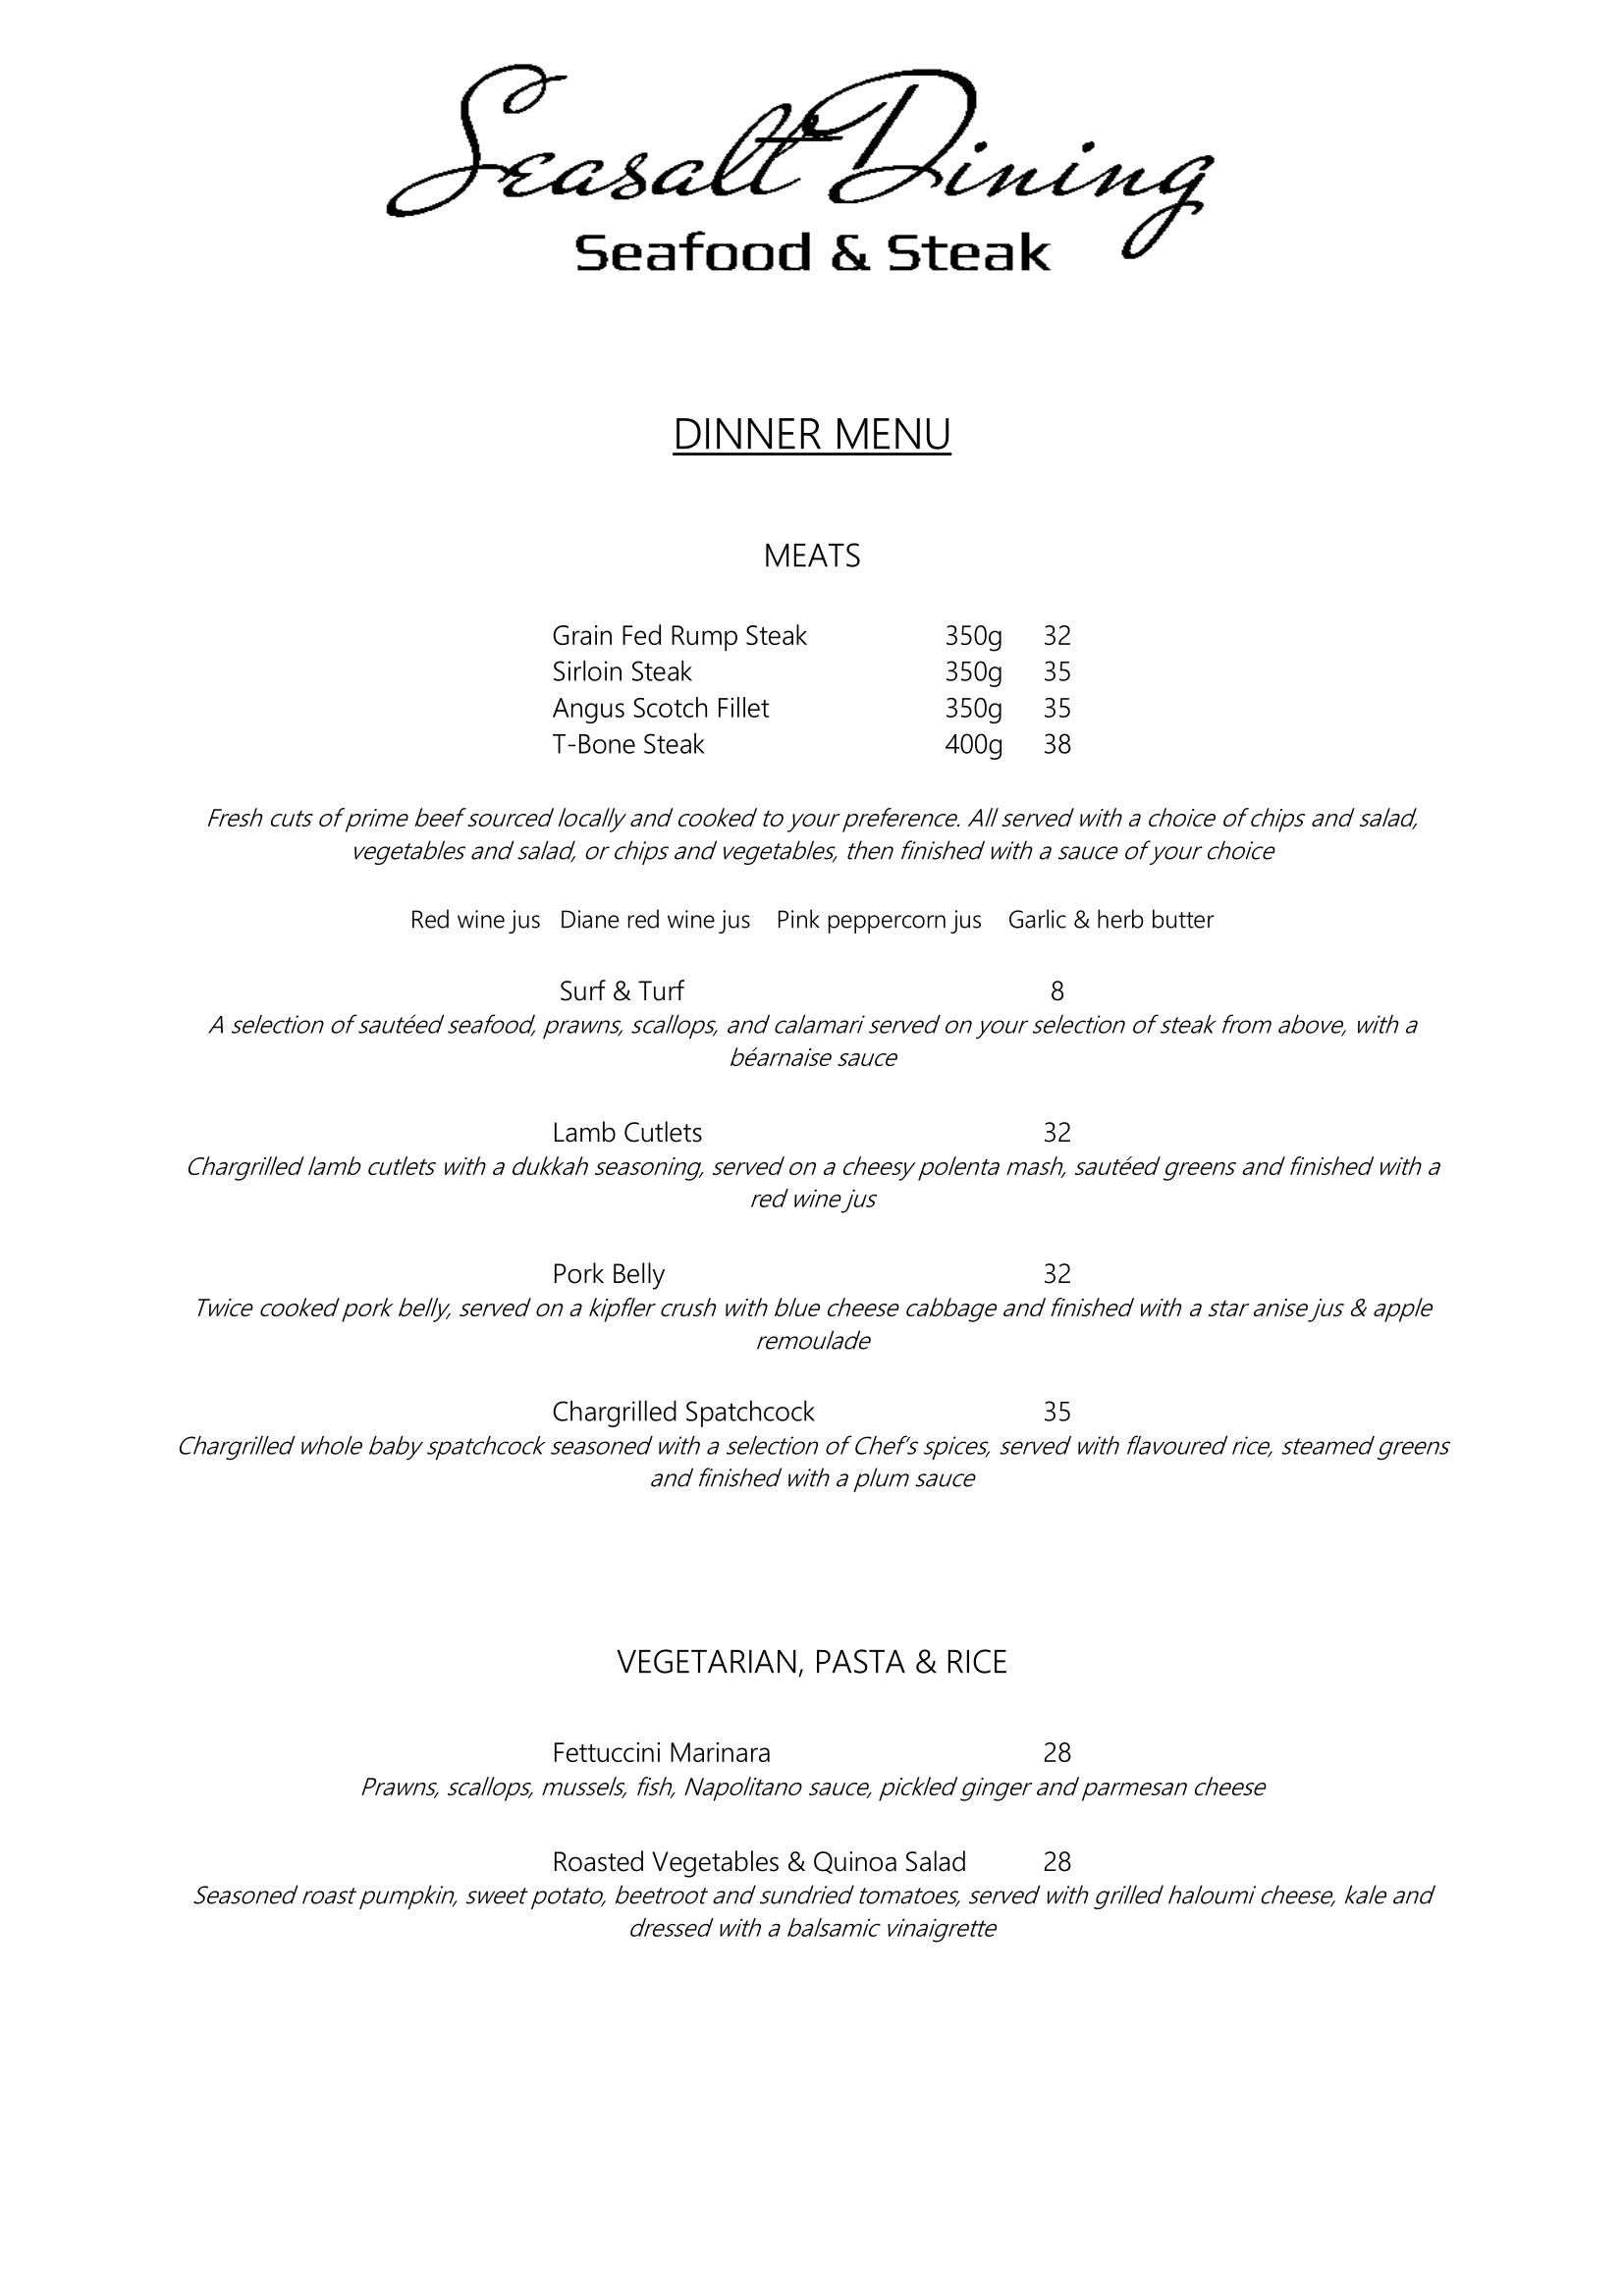 Seasalt Dining
Seafood & Steak
DINNER MENU
MEATS
Grain Fed Rump Steak 350g 32
Sirloin Steak 350g 35
Angus Scotch Fillet 350g 35
T-Bone Steak 400g 38
Fresh cuts of prime beef sourced locally and cooked to your preference. All served with a choice of chips and salad,
vegetables and salad, or chips and vegetables, then finished with a sauce of your choice
Red wine jus Diane red wine jus Pink peppercorn jus Garlic & herb butter
Surf & Turf 8
A selection of sautéed seafood, prawns, scallops, and calamari served on your selection of steak from above, with a
béarnaise sauce
Lamb Cutlets 32
Chargrilled lamb cutlets with a dukkah seasoning, served on a cheesy polenta mash, sautéed greens and finished with a
red wine jus
Pork Belly 32
Twice cooked pork belly, served on a kipfler crush with blue cheese cabbage and finished with a star anise jus & apple
remoulade
Chargrilled Spatchcock 35
Chargrilled whole baby spatchcock seasoned with a selection of Chef's spices, served with flavoured rice, steamed greens
and finished with a plum sauce
VEGETARIAN, PASTA & RICE
Fettuccini Marinara 28
Prawns, scallops, mussels, fish, Napolitano sauce, pickled ginger and parmesan cheese
Roasted Vegetables & Quinoa Salad 28
Seasoned roast pumpkin, sweet potato, beetroot and sundried tomatoes, served with grilled haloumi cheese, kale and
dressed with a balsamic vinaigrette